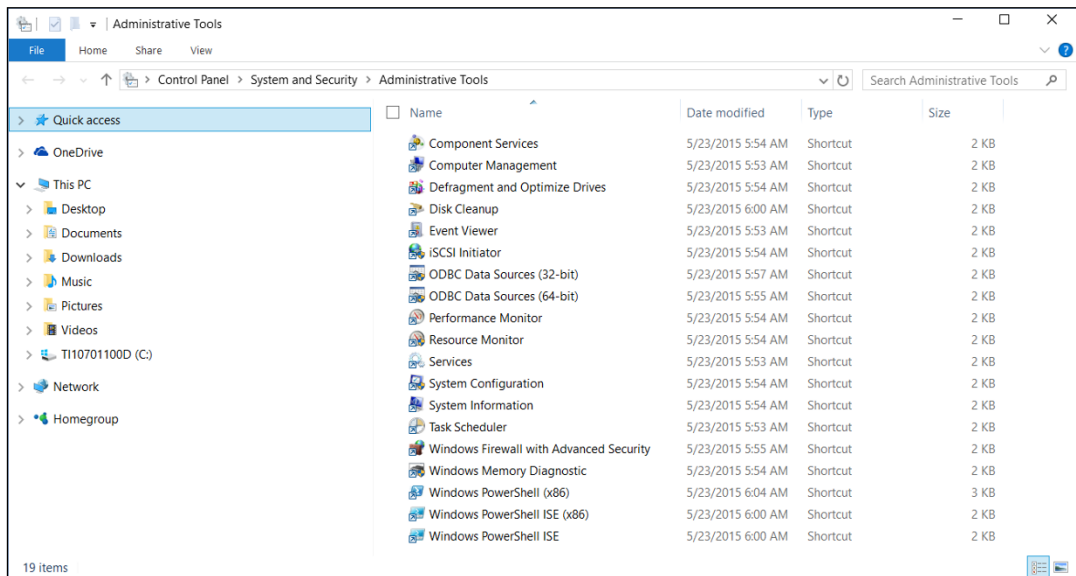 Administrative Tools
File Home Share View
Control Panel > System and Security > Administrative Tools Search Administrative Tools
Name Date modified Type Size
Quick access
OneDrive
This PC
Desktop
Documents
Downloads
Music
Pictures
Videos
TI10701100D (C:)
Network
Homegroup
Component Services 5/23/2015 5:54 AM Shortcut 2 KB
Computer Management 5/23/2015 5:53 AM Shortcut 2 KB
Defragment and Optimize Drives 5/23/2015 5:54 AM Shortcut 2 KB
Disk Cleanup 5/23/2015 6:00 AM Shortcut 2 KB
Event Viewer 5/23/2015 5:53 AM Shortcut 2 KB
iSCSI Initiator 5/23/2015 5:54 AM Shortcut 2 KB
ODBC Data Sources (32-bit) 5/23/2015 5:57 AM Shortcut 2 KB
ODBC Data Sources (64-bit) 5/23/2015 5:55 AM Shortcut 2 KB
Performance Monitor 5/23/2015 5:54 AM Shortcut 2 KB
Resource Monitor 5/23/2015 5:54 AM Shortcut 2 KB
Services 5/23/2015 5:53 AM Shortcut 2 KB
System Configuration 5/23/2015 5:54 AM Shortcut 2 KB
System Information 5/23/2015 5:54 AM Shortcut 2 KB
Task Scheduler 5/23/2015 5:53 AM Shortcut 2 KB
Windows Firewall with Advanced Security 5/23/2015 5:55 AM Shortcut 2 KB
Windows Memory Diagnostic 5/23/2015 5:54 AM Shortcut 2 KB
Windows PowerShell (x86) 5/23/2015 6:04 AM Shortcut 3 KB
Windows PowerShell ISE (x86) 5/23/2015 6:00 AM Shortcut 2 KB
Windows PowerShell ISE 5/23/2015 6:00 AM Shortcut 2 KB
19 items